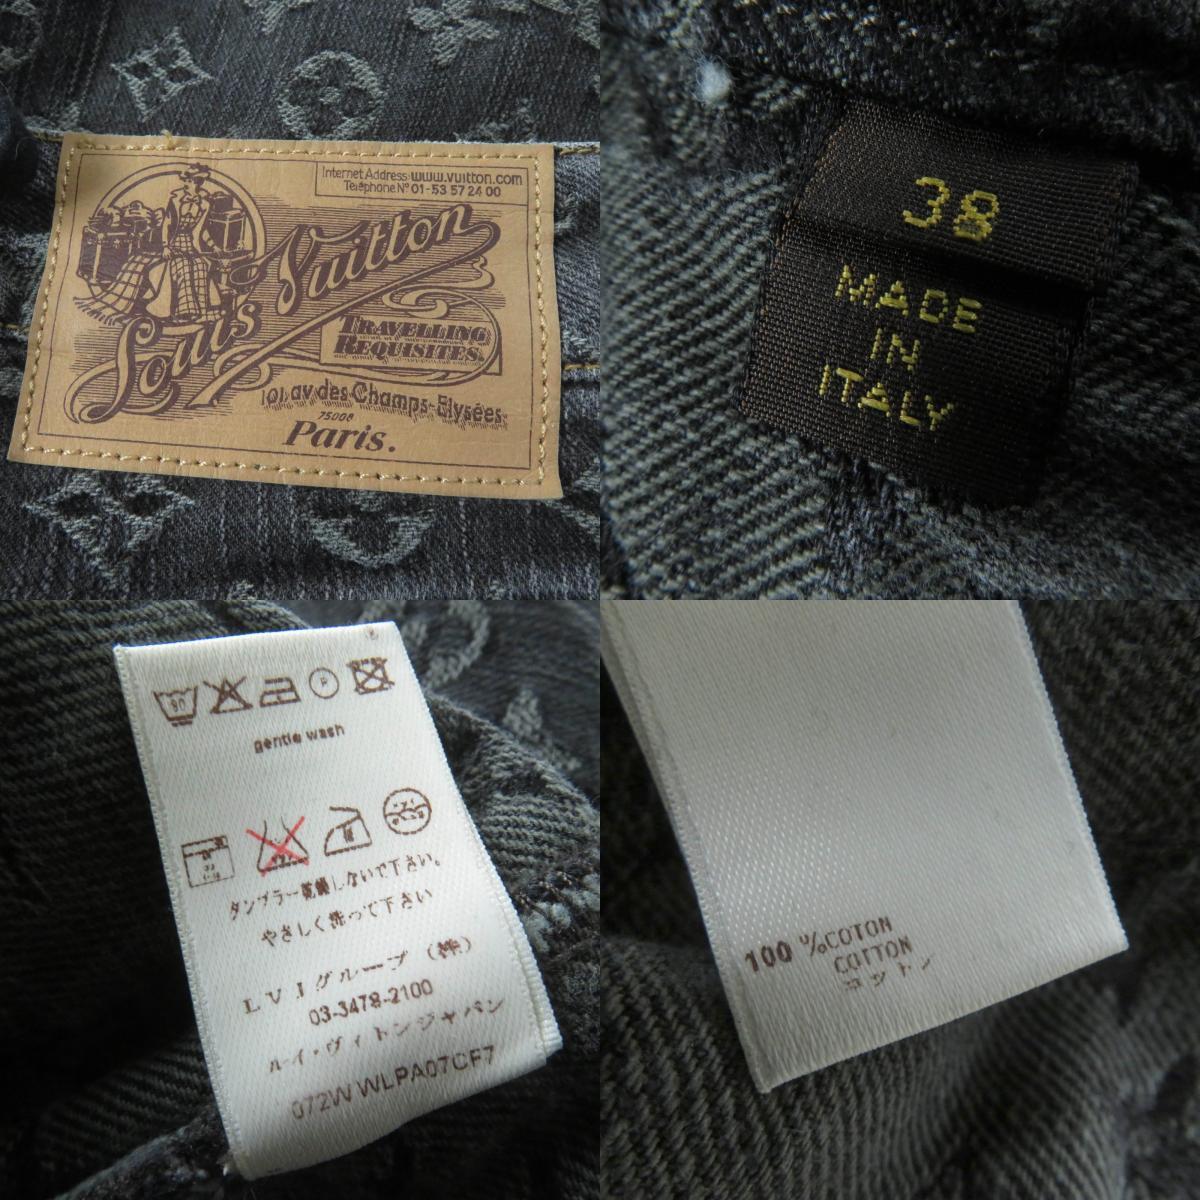 Internet Address: www.vuitton.com
Telephone Nº 01-53 57 24 00
Louis Vuitton
TRAVELLING
REQUISITES
101, av des Champs-Elysées
75008
Paris.
38
MADE
IN
ITALY
P
gentle wash
タンブラー乾燥しないで下さい。
やさしく洗って下さい
LVJグループ (株)
03-3478-2100
ルイ・ヴィトンジャパン
072W WLPA07CF7
100 %COTON
COTTON
コットン